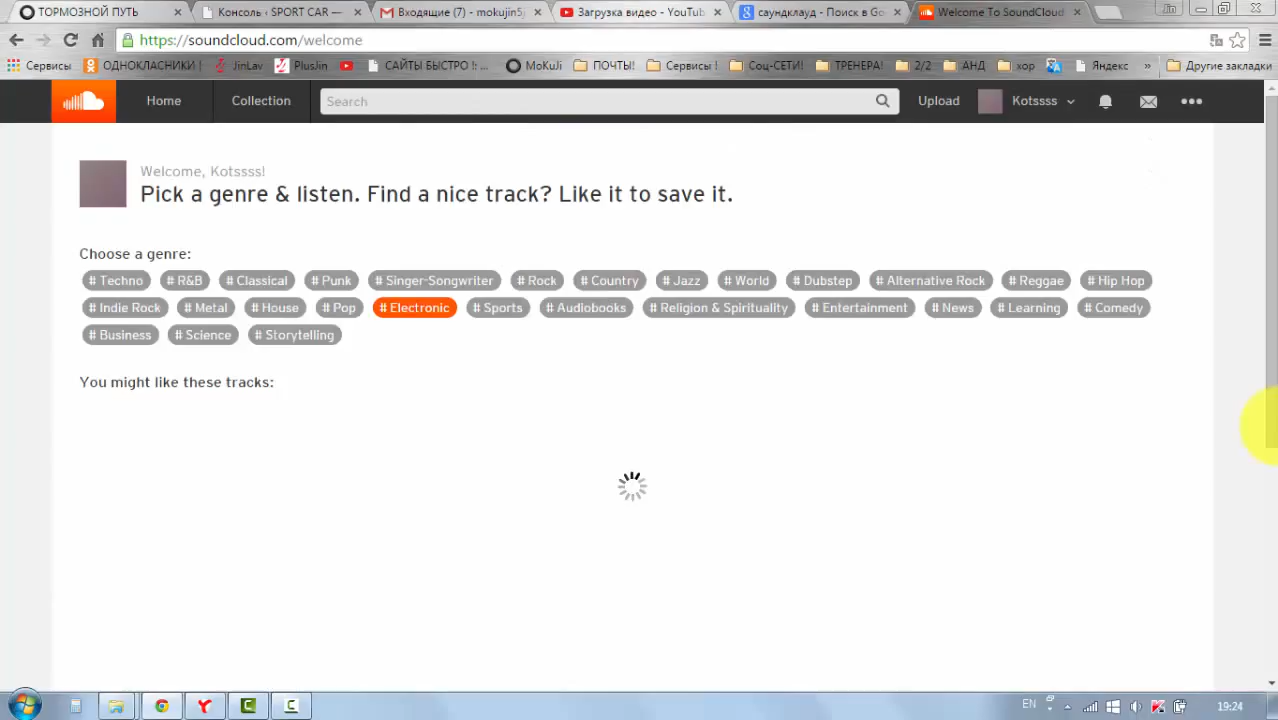 ТОРМОЗНОЙ ПУТЬ
Консоль ‹ SPORT CAR —
Входящие (7) - mokujin5
Загрузка видео - YouTub
саундклауд - Поиск в Go
Welcome To SoundCloud
https://soundcloud.com/welcome
Сервисы
ОДНОКЛАСНИКИ
JinLav
PlusJin
САЙТЫ БЫСТРО !: ...
MoKuJi
ПОЧТЫ!
Сервисы !
Соц-СЕТИ!
ТРЕНЕРА!
2/2
АНД
хор
Яндекс
»
Другие закладки
Home
Collection
Search
Upload
Kotssss
Welcome, Kotssss!
Pick a genre & listen. Find a nice track? Like it to save it.
Choose a genre:
# Techno # R&B # Classical # Punk # Singer-Songwriter # Rock # Country # Jazz # World # Dubstep # Alternative Rock # Reggae # Hip Hop
# Indie Rock # Metal # House # Pop # Electronic # Sports # Audiobooks # Religion & Spirituality # Entertainment # News # Learning # Comedy
# Business # Science # Storytelling
You might like these tracks:
EN
19:24